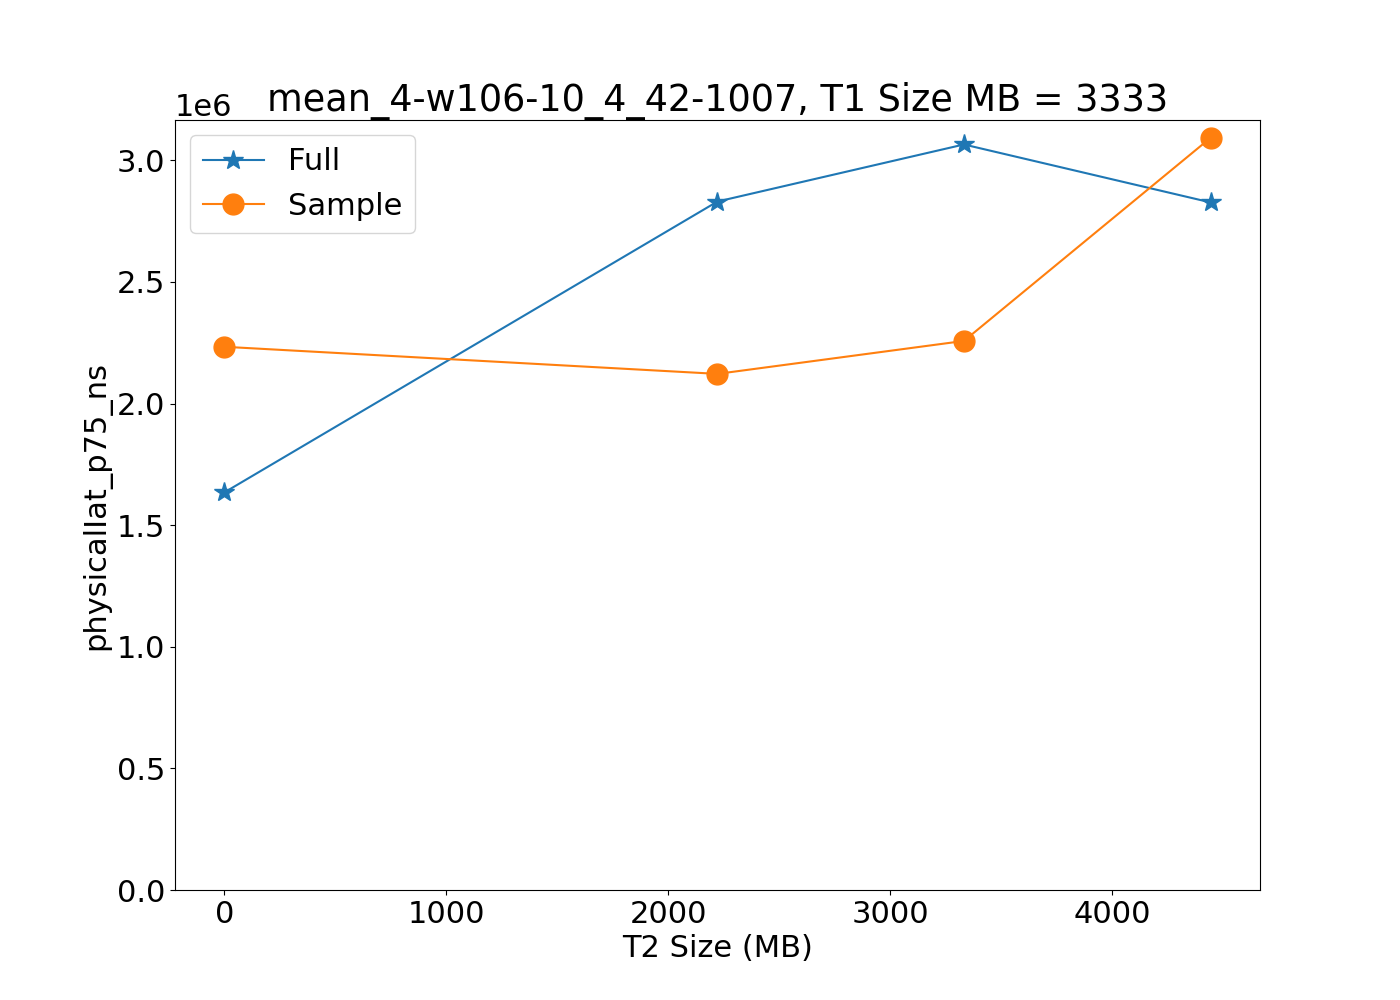 mean_4-w106-10_4_42-1007, T1 Size MB = 3333
1e6
Full
Sample
3.0
2.5
2.0
1.5
1.0
0.5
0.0
physicallat_p75_ns
0 1000 2000 3000 4000
T2 Size (MB)